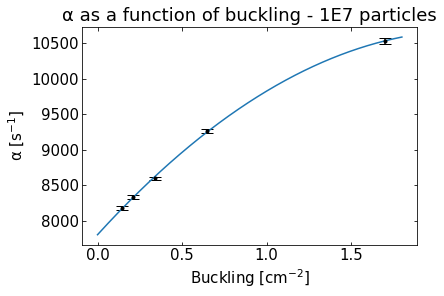 α as a function of buckling - 1E7 particles
10500
10000
9500
9000
8500
8000
α [s⁻¹]
0.0 0.5 1.0 1.5
Buckling [cm⁻²]